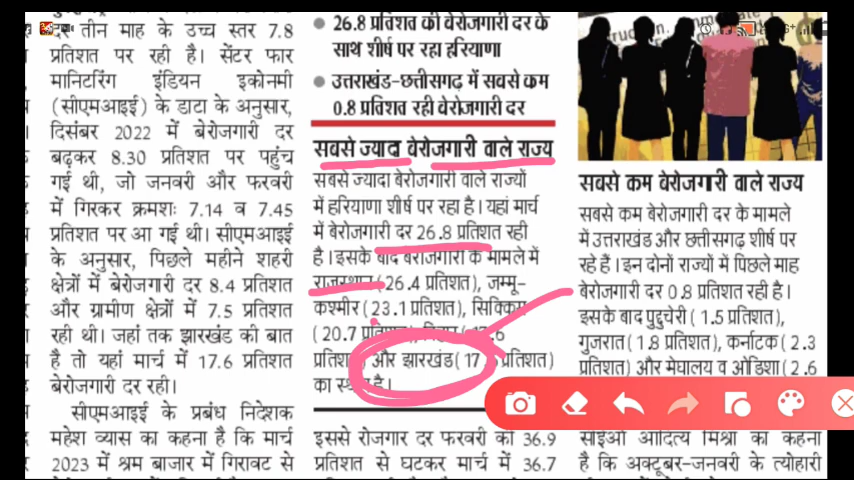 दर तीन माह के उच्च स्तर 7.8
प्रतिशत पर रही है। सेंटर फार
मानिटरिंग इंडियन इकोनमी
(सीएमआइई) के डाटा के अनुसार,
दिसंबर 2022 में बेरोजगारी दर
बढ़कर 8.30 प्रतिशत पर पहुंच
गई थी, जो जनवरी और फरवरी
में गिरकर क्रमशः 7.14 व 7.45
प्रतिशत पर आ गई थी। सीएमआइई
के अनुसार, पिछले महीने शहरी
क्षेत्रों में बेरोजगारी दर 8.4 प्रतिशत
और ग्रामीण क्षेत्रों में 7.5 प्रतिशत
रही थी। जहां तक झारखंड की बात
है तो यहां मार्च में 17.6 प्रतिशत
बेरोजगारी दर रही।
सीएमआइई के प्रबंध निदेशक
महेश व्यास का कहना है कि मार्च
2023 में श्रम बाजार में गिरावट से
26.8 प्रतिशत की बेरोजगारी दर के
साथ शीर्ष पर रहा हरियाणा
उत्तराखंड-छत्तीसगढ़ में सबसे कम
0.8 प्रतिशत रही बेरोजगारी दर
सबसे ज्यादा बेरोजगारी वाले राज्य
सबसे ज्यादा बेरोजगारी वाले राज्यों
में हरियाणा शीर्ष पर रहा है। यहां मार्च
में बेरोजगारी दर 26.8 प्रतिशत रही
है। इसके बाद बेरोजगारी के मामले में
राजस्थान (26.4 प्रतिशत), जम्मू-
कश्मीर (23.1 प्रतिशत), सिक्किम
(20.7 प्रतिशत),
और झारखंड (17 प्रतिशत)
का स्थान है।
इससे रोजगार दर फरवरी की 36.9
प्रतिशत से घटकर मार्च में 36.7
सबसे कम बेरोजगारी वाले राज्य
सबसे कम बेरोजगारी दर के मामले
में उत्तराखंड और छत्तीसगढ़ शीर्ष पर
रहे हैं। इन दोनों राज्यों में पिछले माह
बेरोजगारी दर 0.8 प्रतिशत रही है।
इसके बाद पुदुचेरी (1.5 प्रतिशत),
गुजरात (1.8 प्रतिशत), कर्नाटक (2.3
प्रतिशत) और मेघालय व ओडिशा (2.6
सीइओ आदित्य मिश्रा का कहना
है कि अक्टूबर-जनवरी के त्योहारी